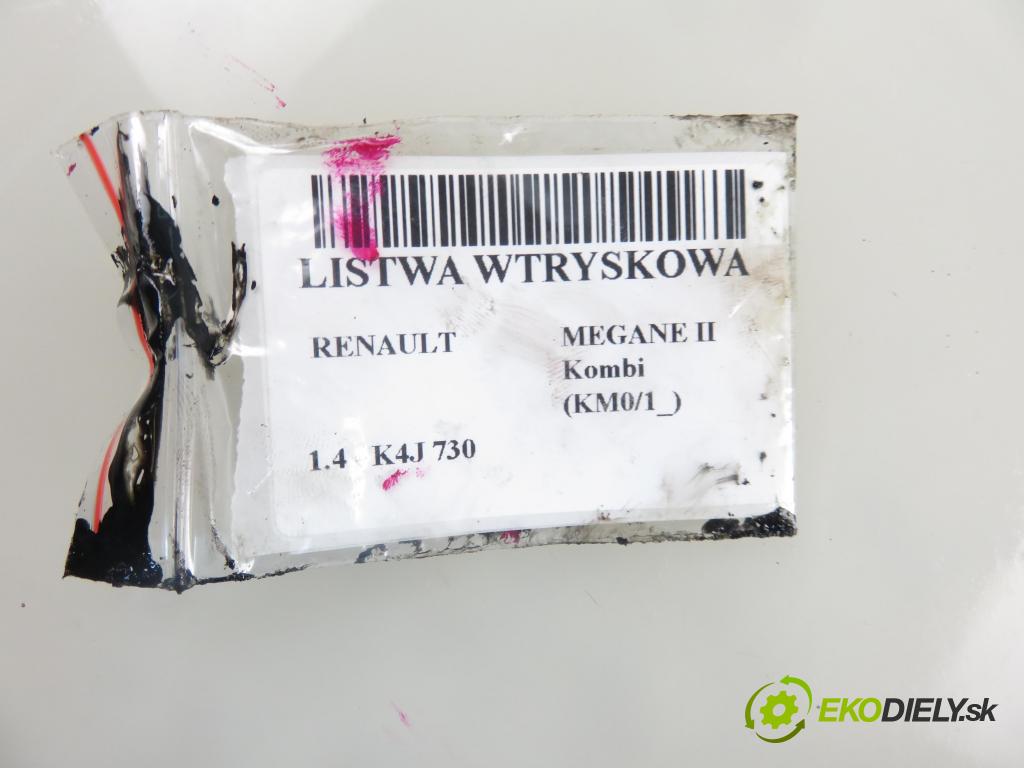 LISTWA WTRYSKOWA
RENAULT
MEGANE II
Kombi
(KM0/1_)
1.4 - K4J 730
EKODIELY.sk